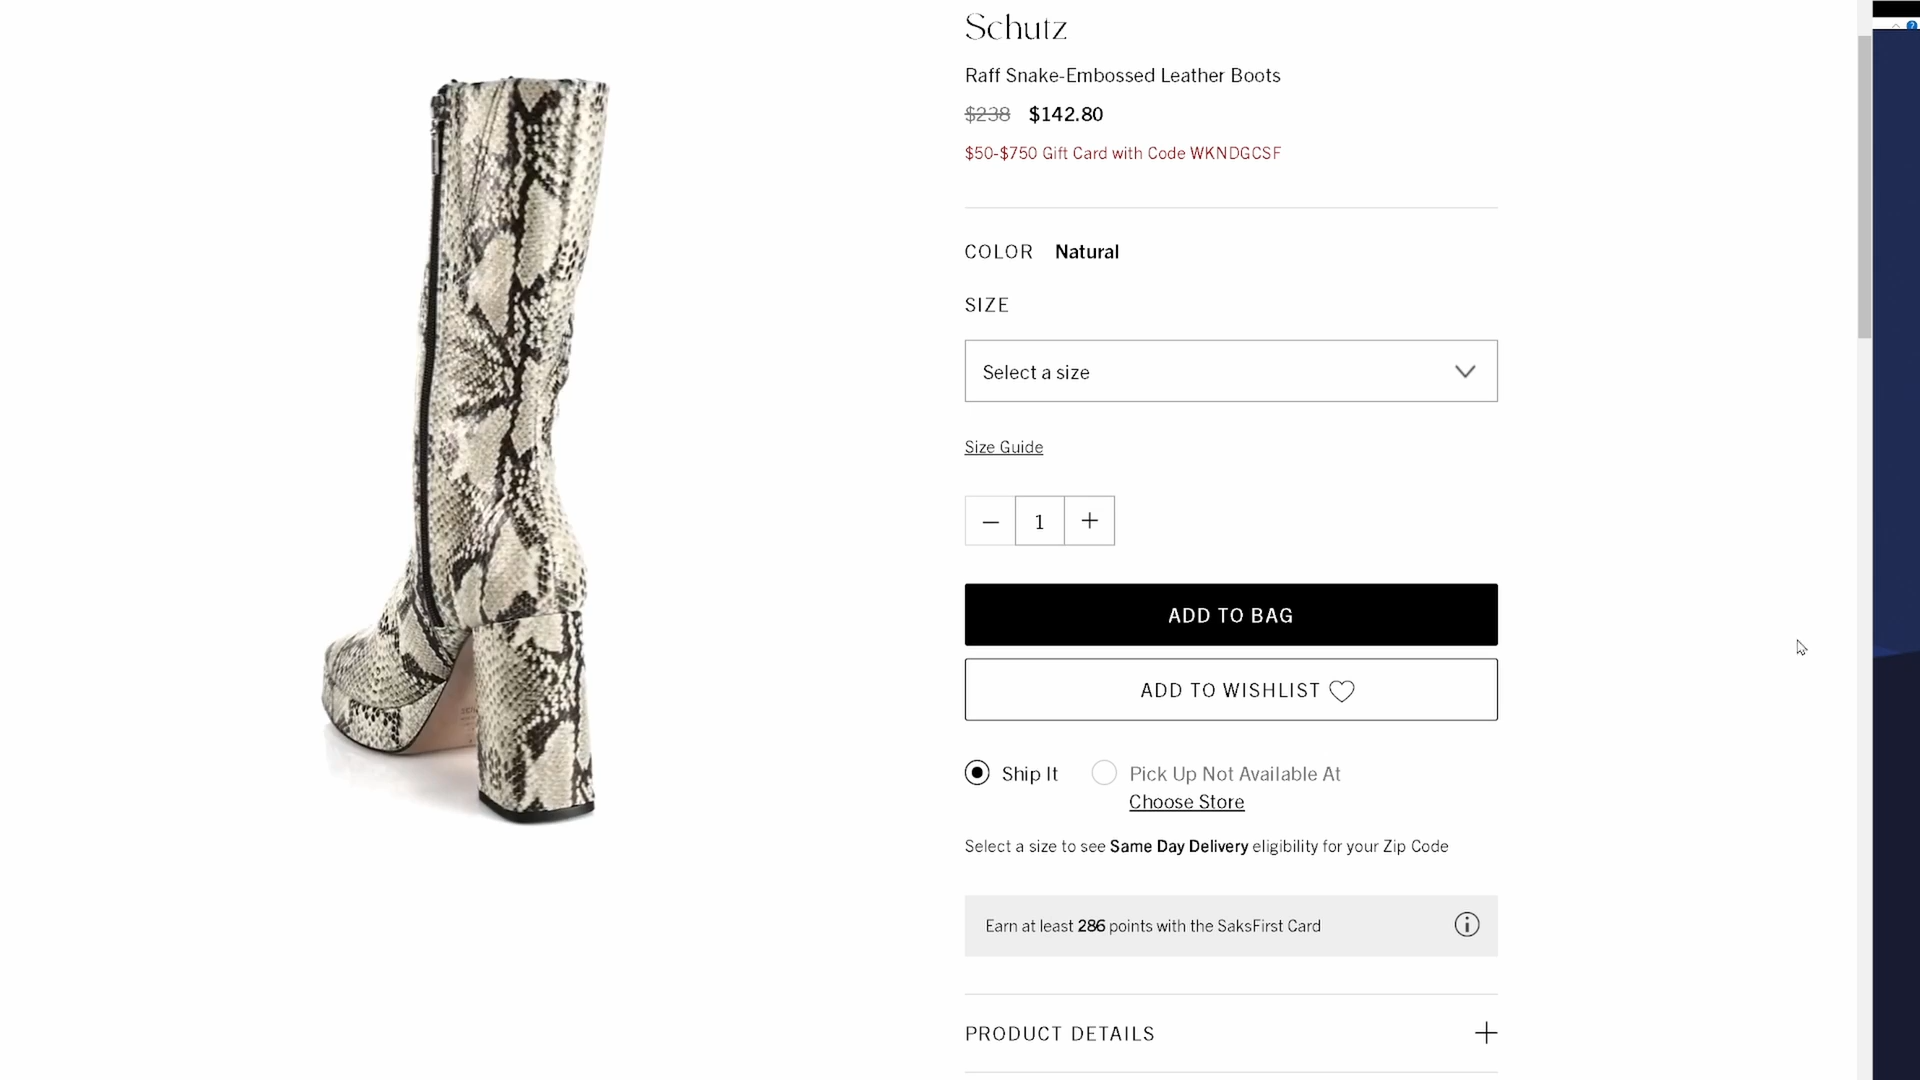 Schutz
Raff Snake-Embossed Leather Boots
$238 $142.80
$50-$750 Gift Card with Code WKNDGCSF
COLOR Natural
SIZE
Select a size
Size Guide
1
ADD TO BAG
ADD TO WISHLIST
Ship It
Pick Up Not Available At
Choose Store
Select a size to see Same Day Delivery eligibility for your Zip Code
Earn at least 286 points with the SaksFirst Card
PRODUCT DETAILS